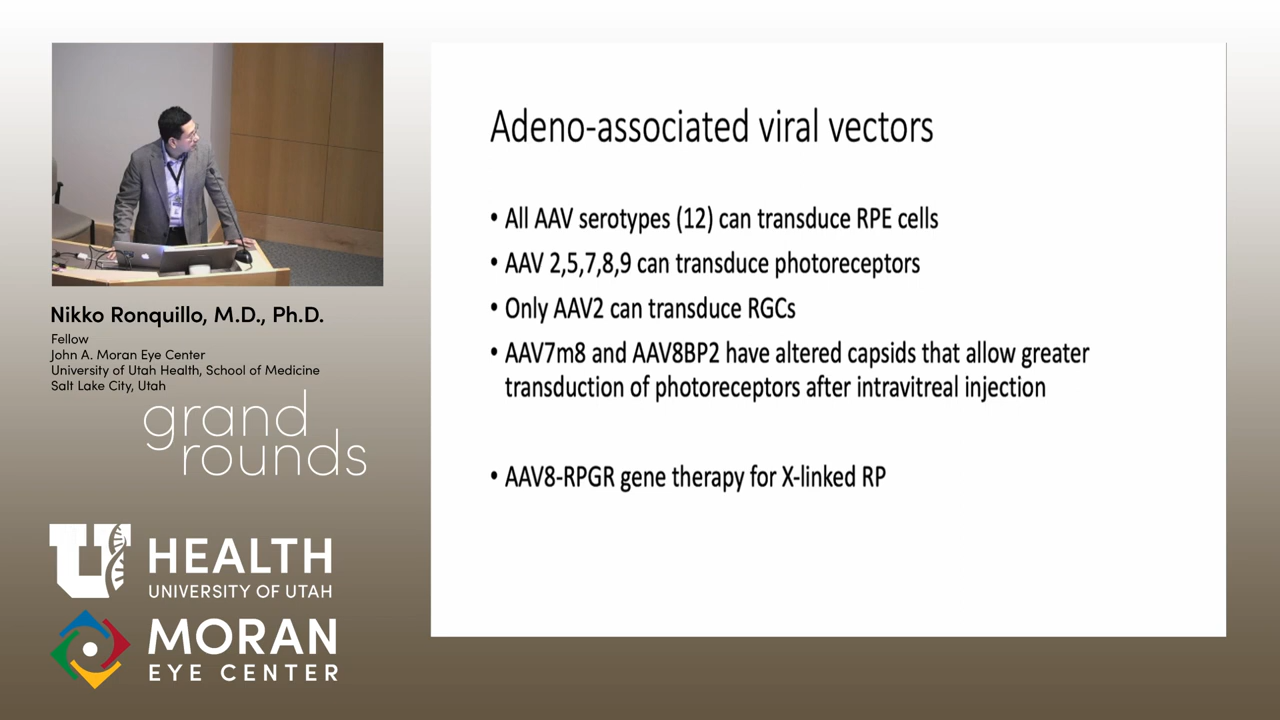 Adeno-associated viral vectors
• All AAV serotypes (12) can transduce RPE cells
• AAV 2,5,7,8,9 can transduce photoreceptors
• Only AAV2 can transduce RGCs
• AAV7m8 and AAV8BP2 have altered capsids that allow greater
transduction of photoreceptors after intravitreal injection
• AAV8-RPGR gene therapy for X-linked RP
Nikko Ronquillo, M.D., Ph.D.
Fellow
John A. Moran Eye Center
University of Utah Health, School of Medicine
Salt Lake City, Utah
grand
rounds
U HEALTH
UNIVERSITY OF UTAH
MORAN
EYE CENTER